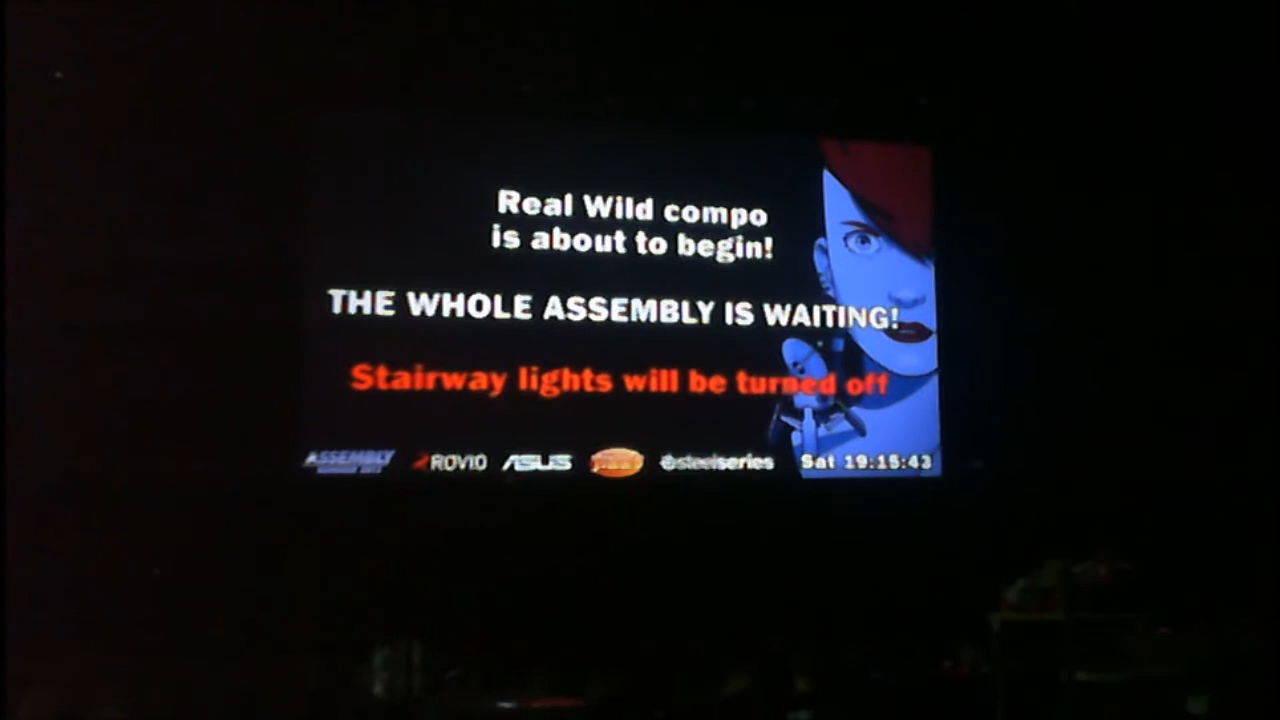 Real Wild compo
is about to begin!
THE WHOLE ASSEMBLY IS WAITING!
Stairway lights will be turned off
ASSEMBLY
ROVIO ASUS steelseries Sat 19:15:43